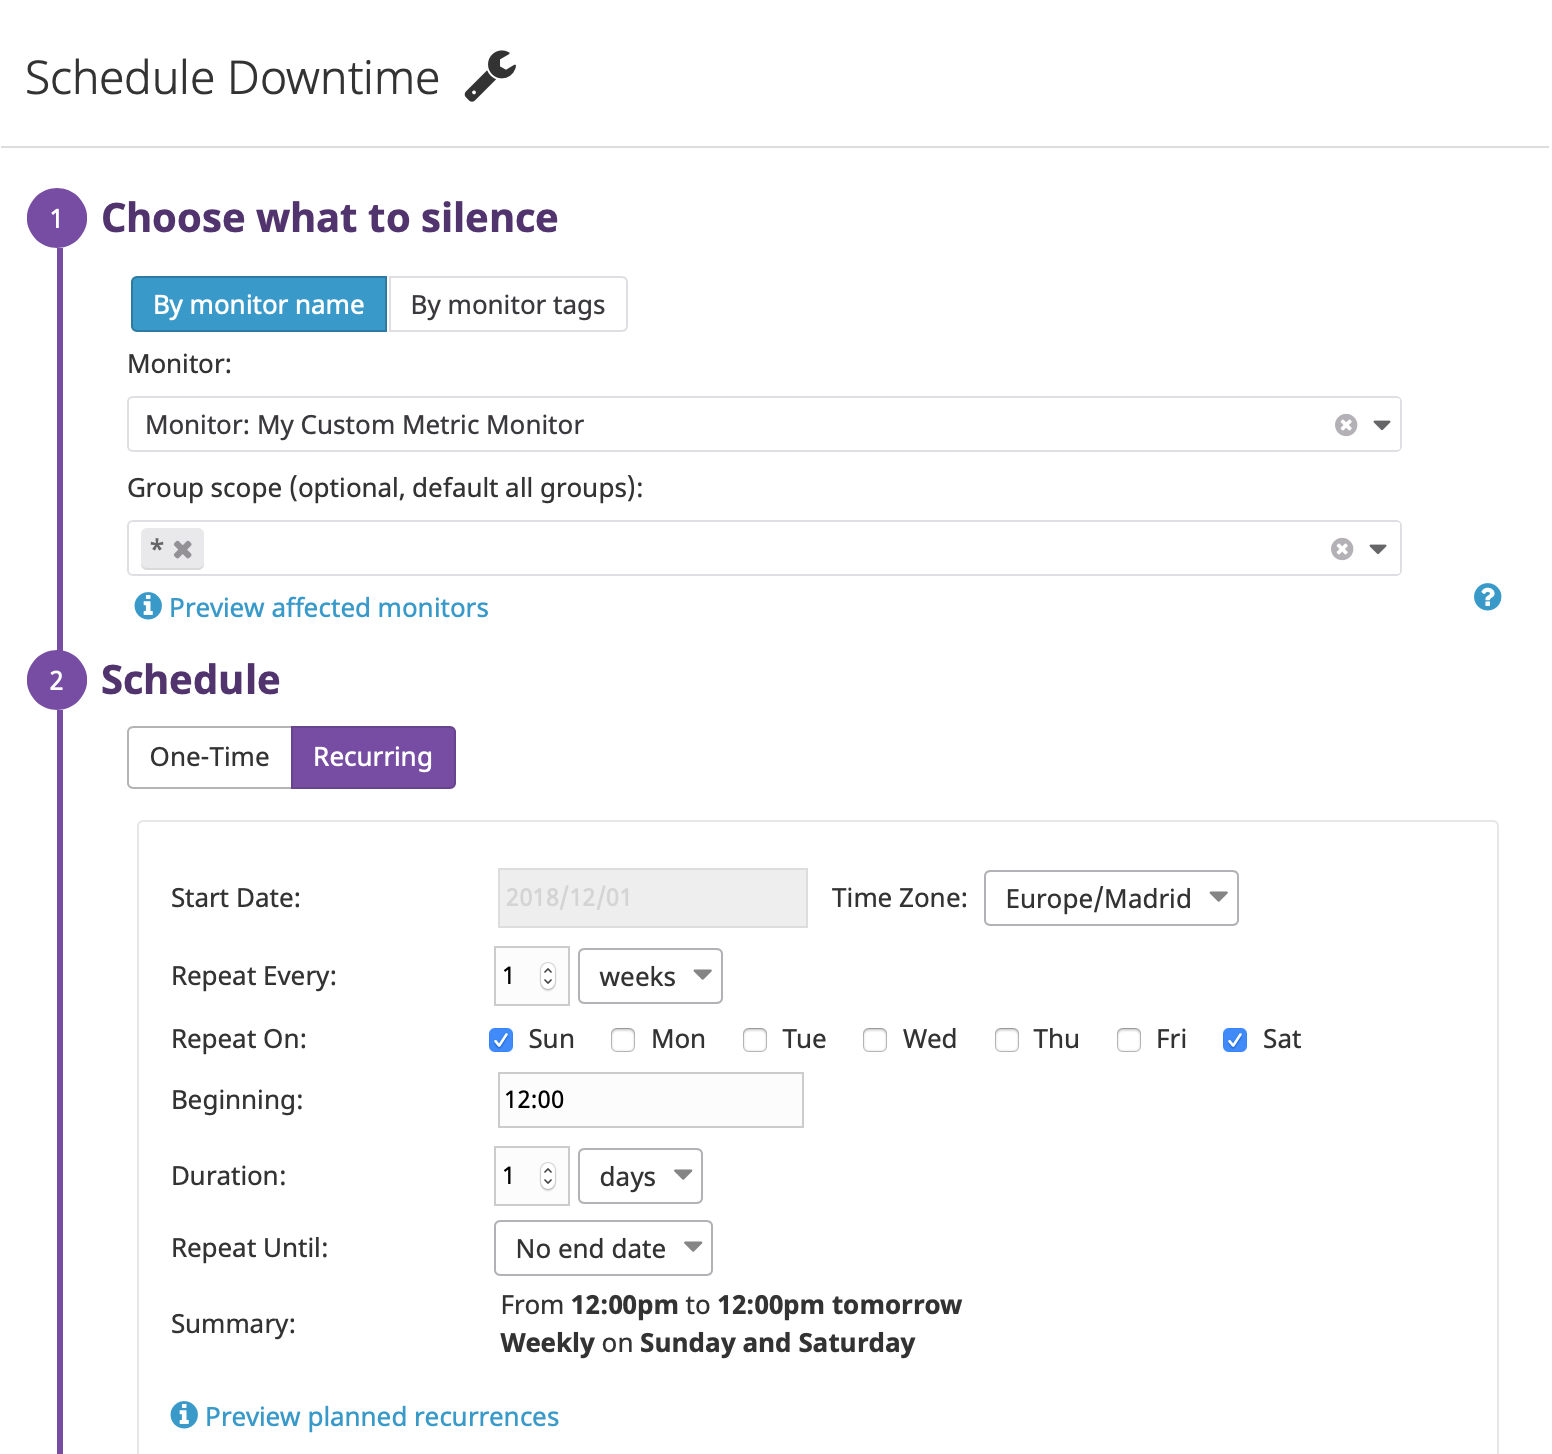 Schedule Downtime
1 Choose what to silence
By monitor name By monitor tags
Monitor:
Monitor: My Custom Metric Monitor
Group scope (optional, default all groups):
*
Preview affected monitors
?
2 Schedule
One-Time Recurring
Start Date: 2018/12/01 Time Zone: Europe/Madrid
Repeat Every: 1 weeks
Repeat On: Sun Mon Tue Wed Thu Fri Sat
Beginning: 12:00
Duration: 1 days
Repeat Until: No end date
Summary: From 12:00pm to 12:00pm tomorrow
Weekly on Sunday and Saturday
Preview planned recurrences